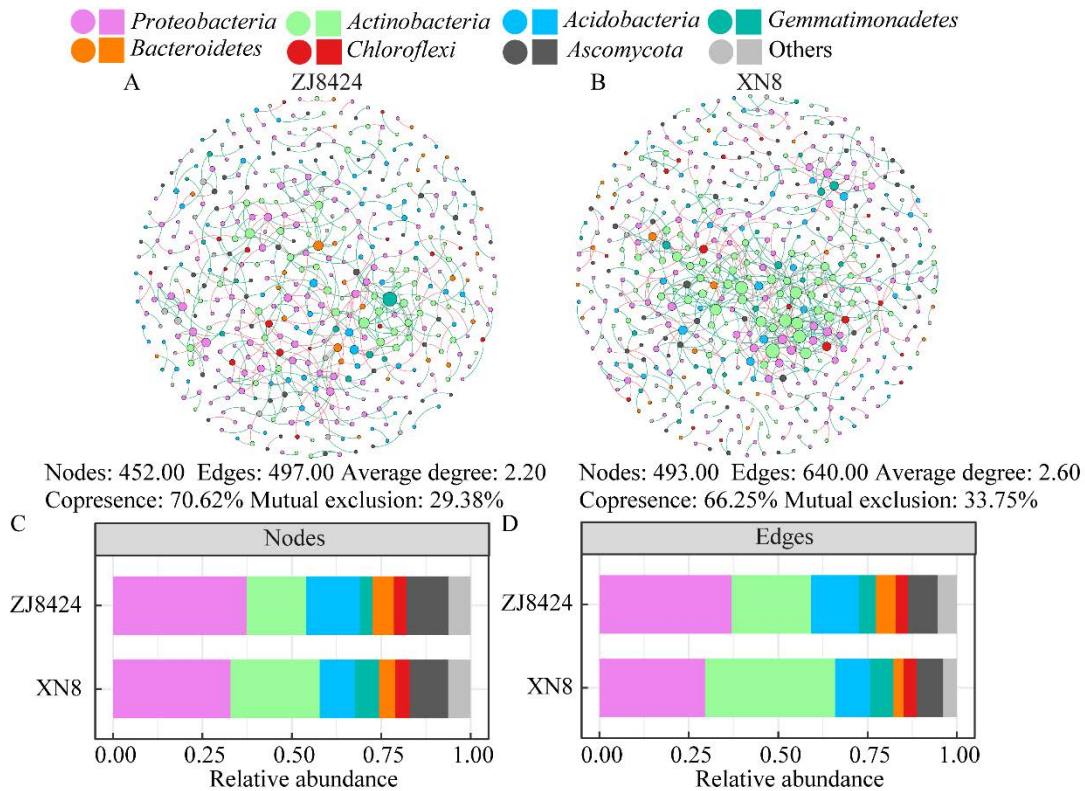 Proteobacteria Actinobacteria Acidobacteria Gemmatimonadetes
Bacteroidetes Chloroflexi Ascomycota Others
A ZJ8424 B XN8
Nodes: 452.00 Edges: 497.00 Average degree: 2.20
Copresence: 70.62% Mutual exclusion: 29.38%
Nodes: 493.00 Edges: 640.00 Average degree: 2.60
Copresence: 66.25% Mutual exclusion: 33.75%
C Nodes
ZJ8424
XN8
0.00 0.25 0.50 0.75 1.00
Relative abundance
D Edges
ZJ8424
XN8
0.00 0.25 0.50 0.75 1.00
Relative abundance